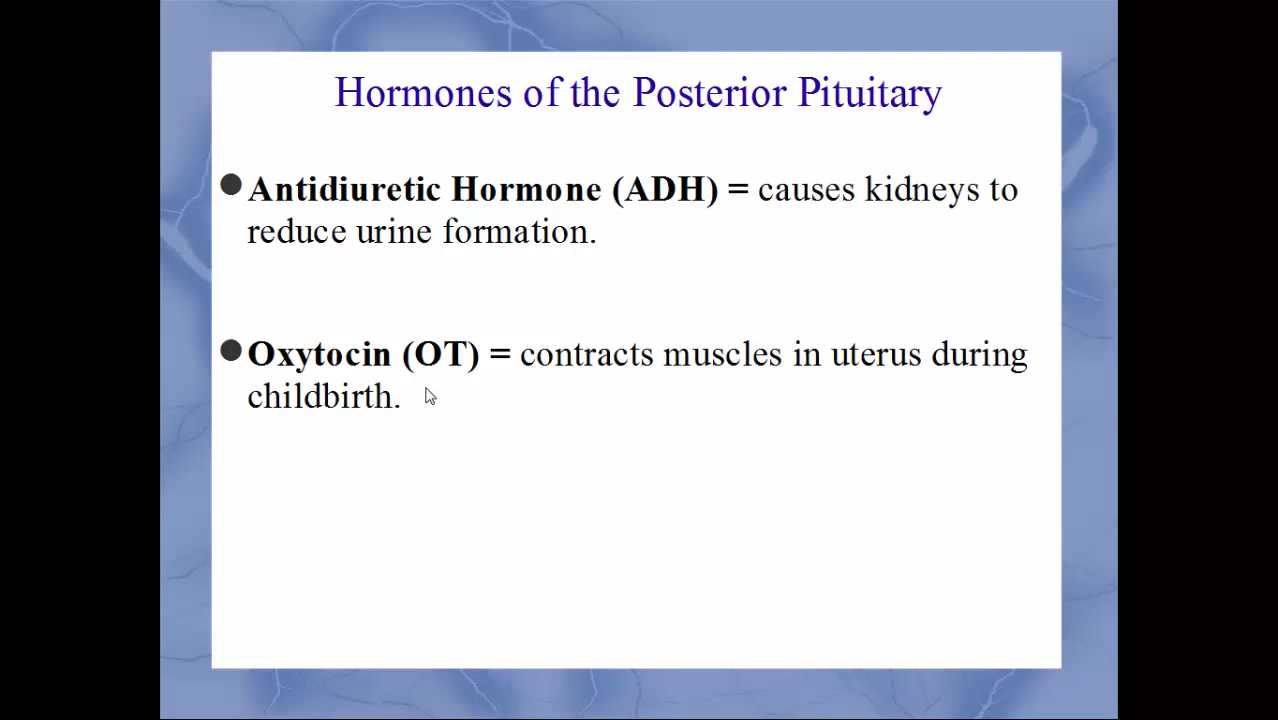 Hormones of the Posterior Pituitary
Antidiuretic Hormone (ADH) = causes kidneys to
reduce urine formation.
Oxytocin (OT) = contracts muscles in uterus during
childbirth.